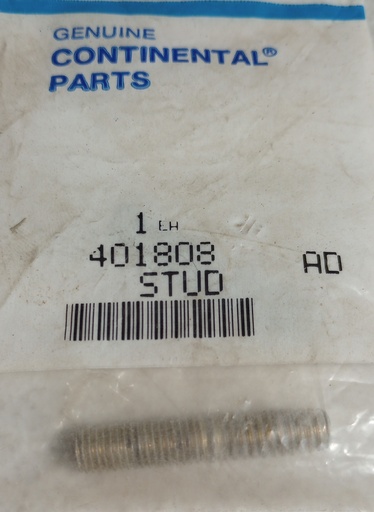 GENUINE
CONTINENTAL®
PARTS
1 EA
401808 AD
STUD